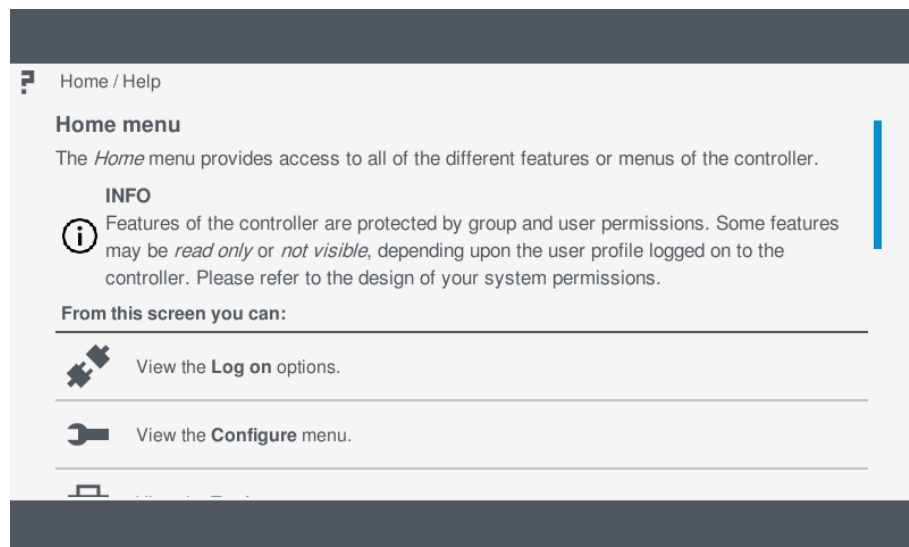 Home / Help
Home menu
The Home menu provides access to all of the different features or menus of the controller.
INFO
Features of the controller are protected by group and user permissions. Some features
may be read only or not visible, depending upon the user profile logged on to the
controller. Please refer to the design of your system permissions.
From this screen you can:
View the Log on options.
View the Configure menu.